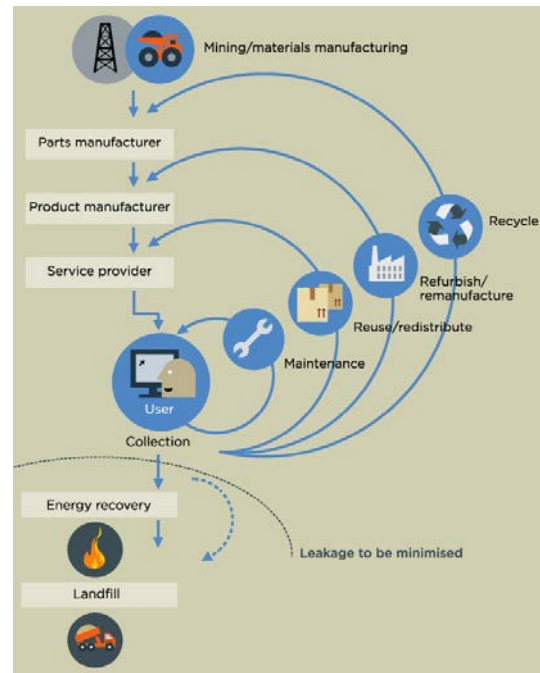 Mining/materials manufacturing
Parts manufacturer
Product manufacturer
Recycle
Service provider
Refurbish/
remanufacture
Reuse/redistribute
Maintenance
User
Collection
Energy recovery
Leakage to be minimised
Landfill